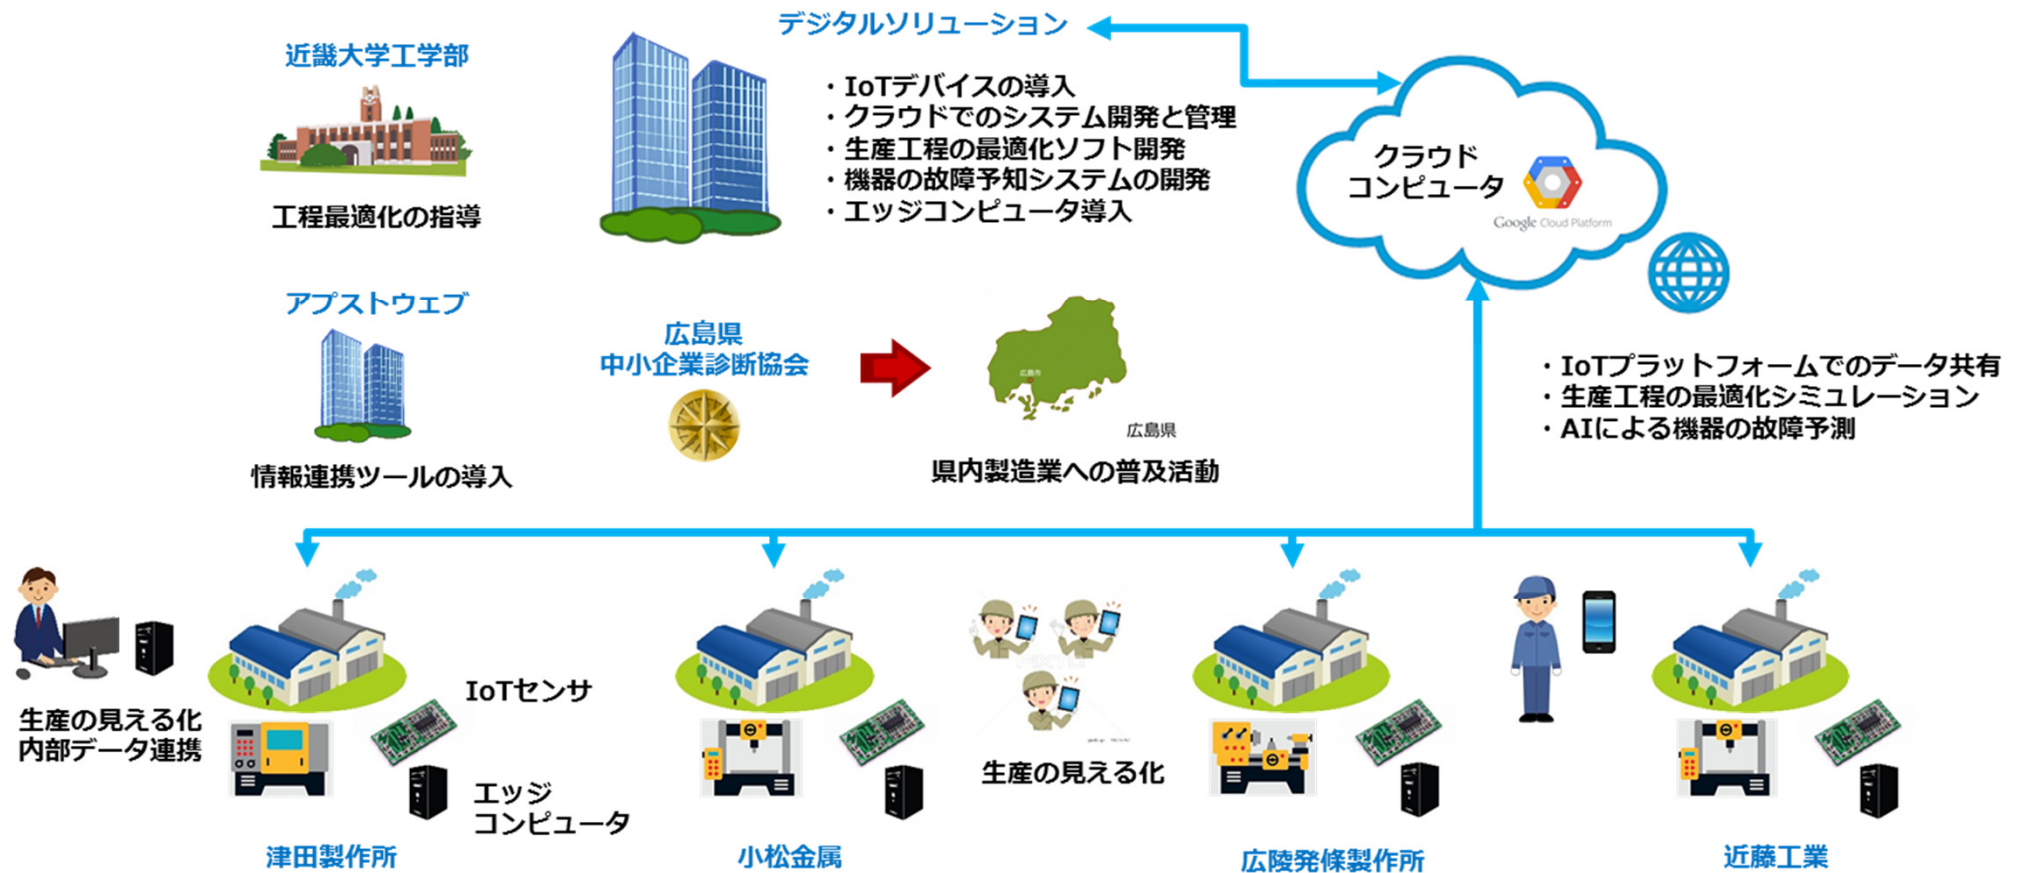 近畿大学工学部
工程最適化の指導
デジタルソリューション
・IoTデバイスの導入
・クラウドでのシステム開発と管理
・生産工程の最適化ソフト開発
・機器の故障予知システムの開発
・エッジコンピュータ導入
クラウド
コンピュータ
Google Cloud Platform
アプストウェブ
情報連携ツールの導入
広島県
中小企業診断協会
広島市
広島県
県内製造業への普及活動
・IoTプラットフォームでのデータ共有
・生産工程の最適化シミュレーション
・AIによる機器の故障予測
生産の見える化
内部データ連携
IoTセンサ
エッジ
コンピュータ
津田製作所
小松金属
生産の見える化
広陵発條製作所
近藤工業